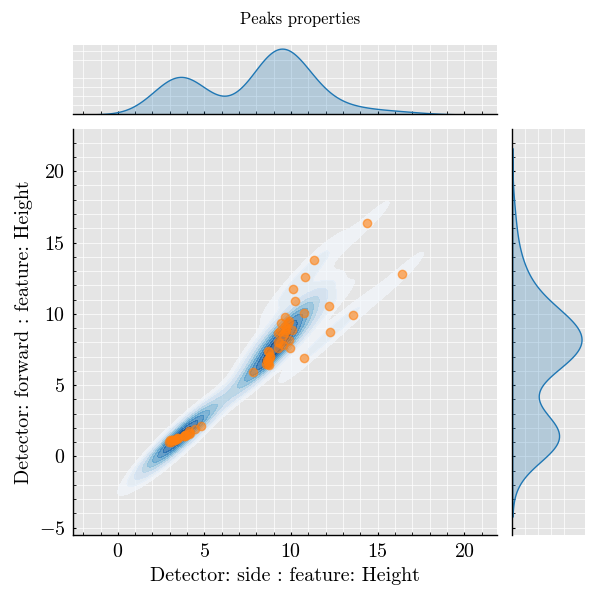 Peaks properties
20
15
10
5
0
−5
Detector: forward : feature: Height
0 5 10 15 20
Detector: side : feature: Height